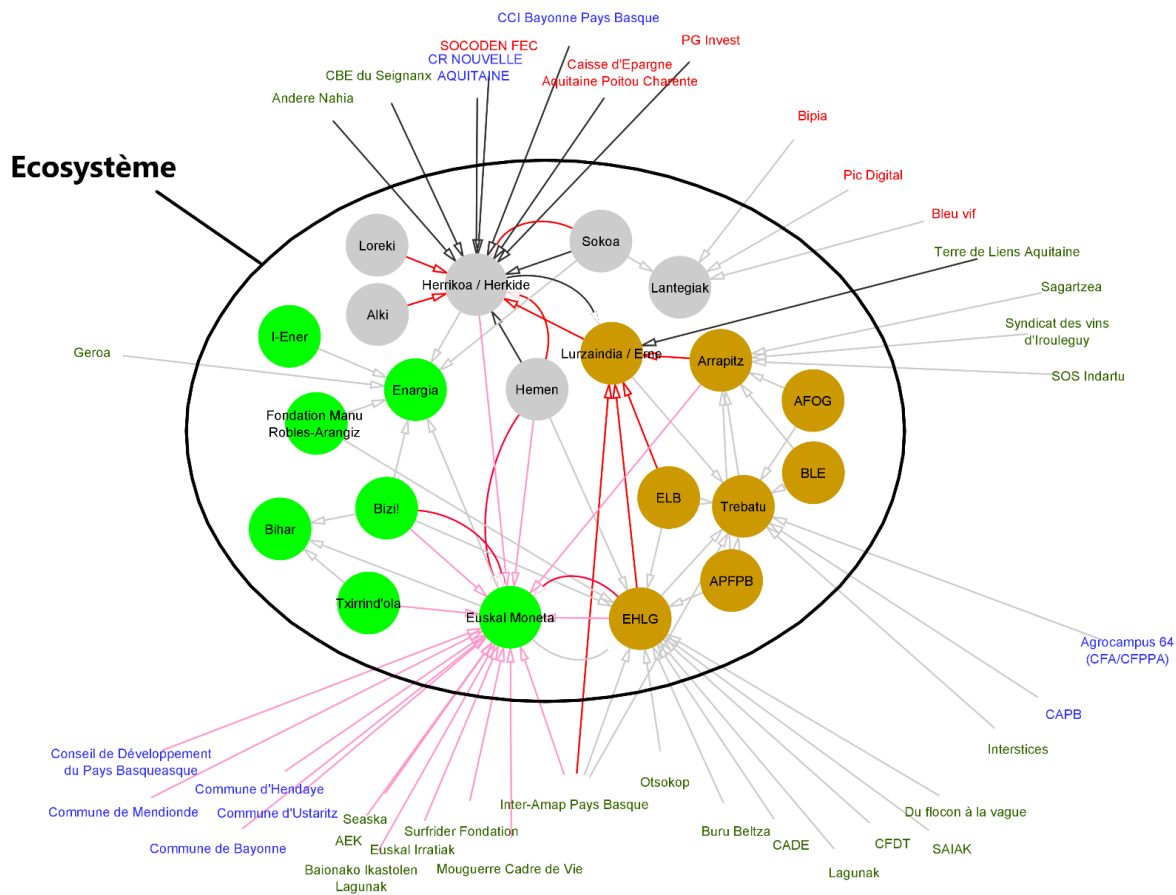 CCI Bayonne Pays Basque
SOCODEN FEC
CR NOUVELLE
AQUITAINE
PG Invest
Caisse d'Epargne
Aquitaine Poitou Charente
CBE du Seignanx
Andere Nahia
Bipia
Ecosystème
Pic Digital
Bleu vif
Loreki
Sokoa
Terre de Liens Aquitaine
Herrikoa / Herkide
Lantegiak
Sagartzea
Alki
I-Ener
Syndicat des vins
d'Irouleguy
Geroa
Lurzaindia / Eme
Arrapitz
SOS Indartu
Enargia
Hemen
AFOG
Fondation Manu
Robles-Arangiz
BLE
ELB
Trebatu
Bizi!
Bihar
APFPB
Txirrind'ola
Euskal Moneta
EHLG
Agrocampus 64
(CFA/CFPPA)
CAPB
Interstices
Conseil de Développement
du Pays Basqueasque
Otsokop
Commune d'Hendaye
Inter-Amap Pays Basque
Du flocon à la vague
Commune de Mendionde
Commune d'Ustaritz
Seaska
Surfrider Fondation
Buru Beltza
AEK
CADE
CFDT
Commune de Bayonne
Euskal Irratiak
SAIAK
Baionako Ikastolen
Lagunak
Mouguerre Cadre de Vie
Lagunak